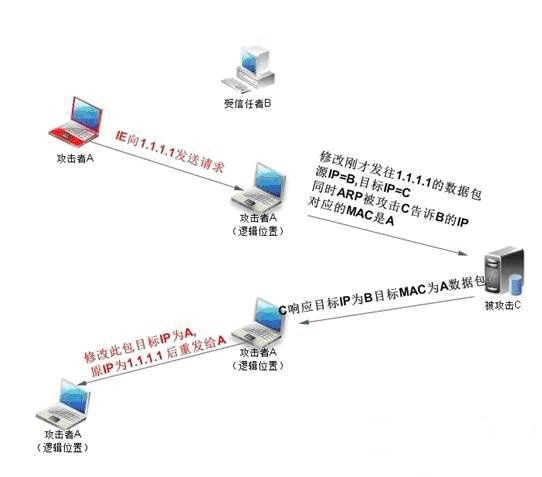 受信任者B
攻击者A
IE向1.1.1.1发送请求
攻击者A
（逻辑位置）
修改刚才发往1.1.1.1的数据包
源IP=B,目标IP=C
同时ARP被攻击C告诉B的IP
对应的MAC是A
被攻击C
C响应目标IP为B目标MAC为A数据包
攻击者A
（逻辑位置）
修改此包目标IP为A,
原IP为1.1.1.1 后重发给A
攻击者A
（逻辑位置）